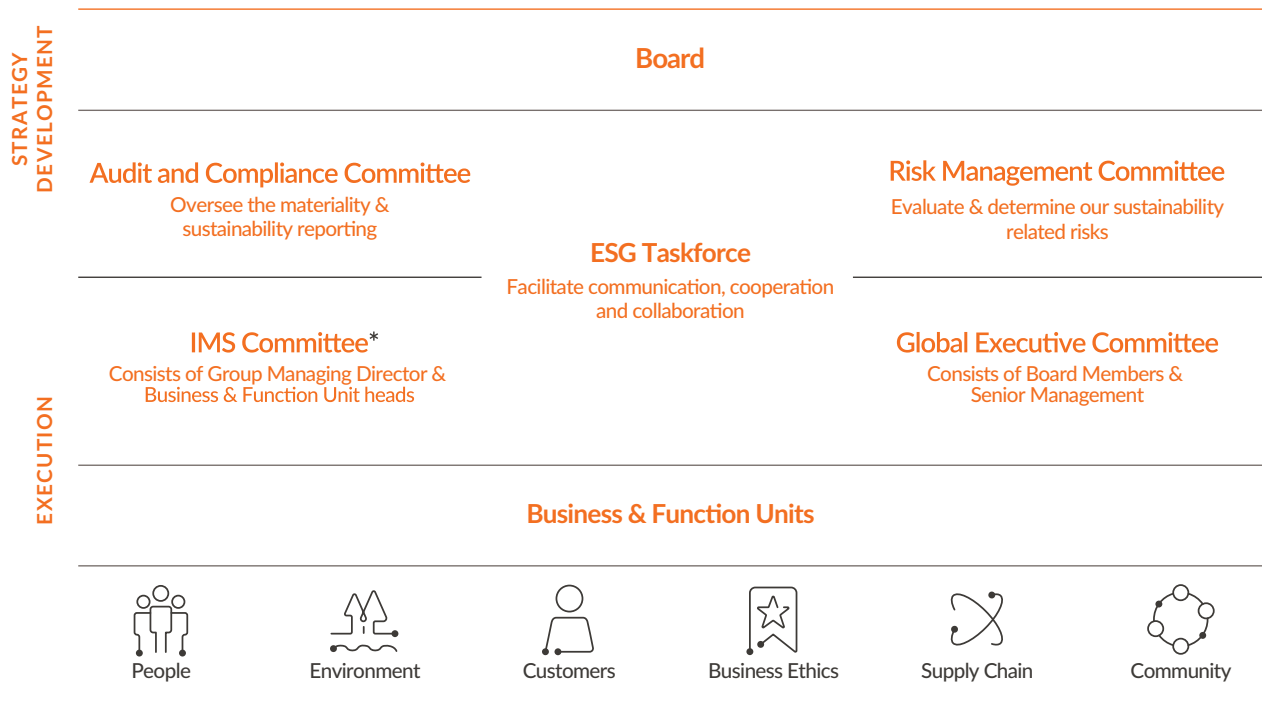 STRATEGY
DEVELOPMENT
Board
Audit and Compliance Committee
Oversee the materiality &
sustainability reporting
Risk Management Committee
Evaluate & determine our sustainability
related risks
ESG Taskforce
Facilitate communication, cooperation
and collaboration
EXECUTION
IMS Committee*
Consists of Group Managing Director &
Business & Function Unit heads
Global Executive Committee
Consists of Board Members &
Senior Management
Business & Function Units
People
Environment
Customers
Business Ethics
Supply Chain
Community